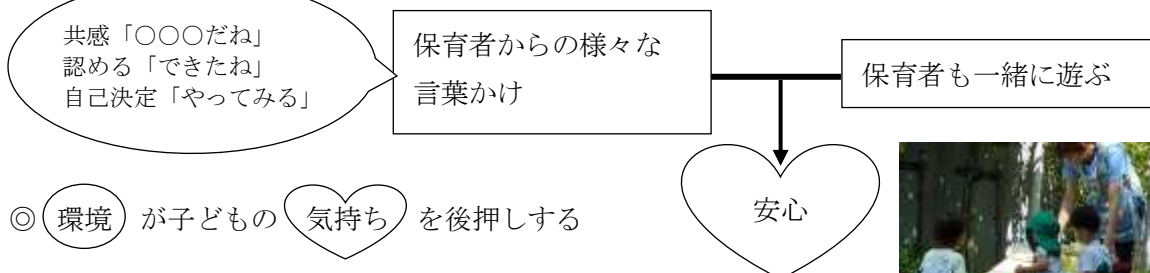 共感「○○○だね」
認める「できたね」
自己決定「やってみる」
保育者からの様々な
言葉かけ
保育者も一緒に遊ぶ
安心
◎環境が子どもの気持ちを後押しする